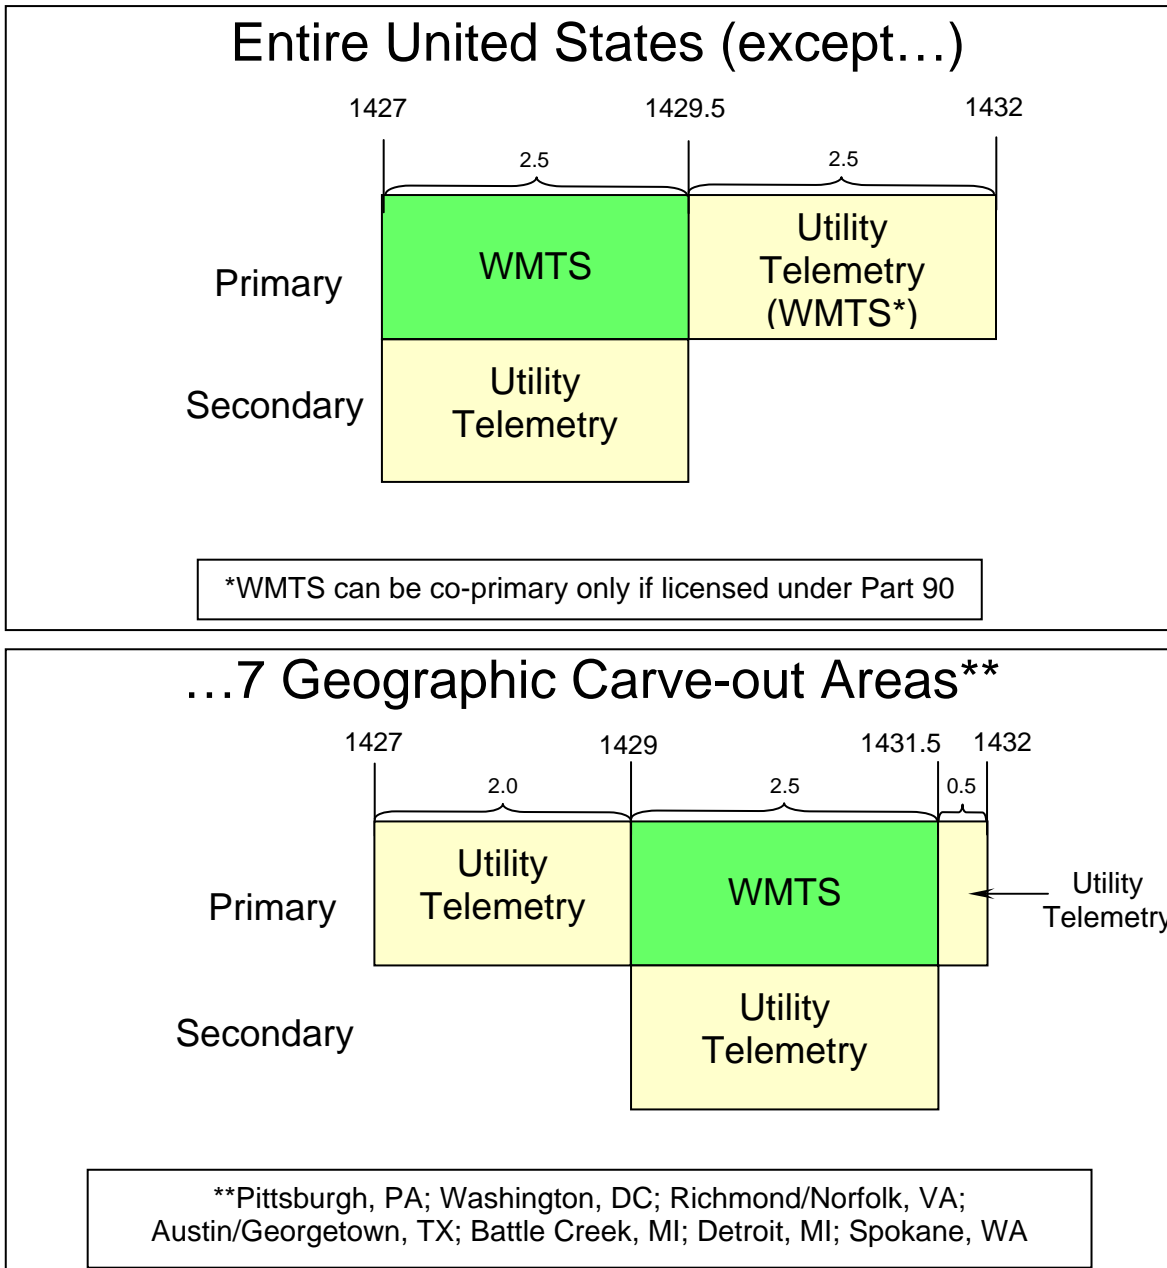 Entire United States (except…)
1427 1429.5 1432
2.5 2.5
Primary
WMTS
Utility
Telemetry
(WMTS*)
Secondary
Utility
Telemetry
*WMTS can be co-primary only if licensed under Part 90
…7 Geographic Carve-out Areas**
1427 1429 1431.5 1432
2.0 2.5 0.5
Primary
Utility
Telemetry
WMTS
Utility
Telemetry
Secondary
Utility
Telemetry
**Pittsburgh, PA; Washington, DC; Richmond/Norfolk, VA;
Austin/Georgetown, TX; Battle Creek, MI; Detroit, MI; Spokane, WA